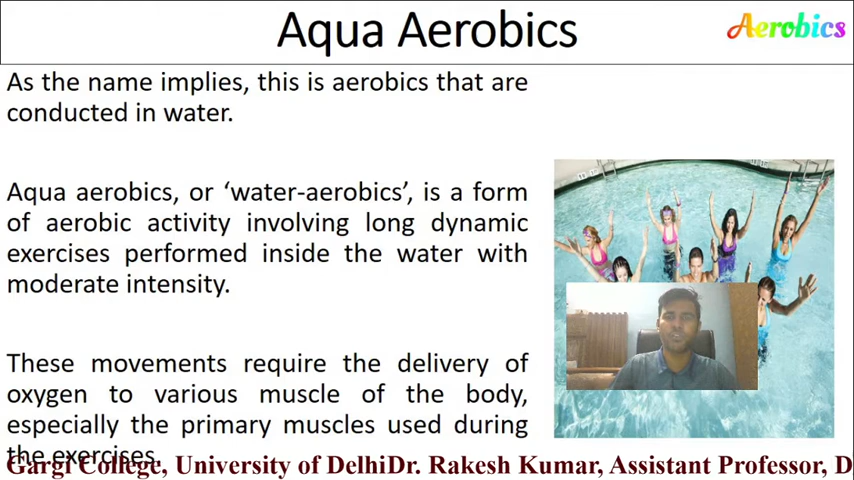 Aqua Aerobics
Aerobics
As the name implies, this is aerobics that are
conducted in water.
Aqua aerobics, or ‘water-aerobics’, is a form
of aerobic activity involving long dynamic
exercises performed inside the water with
moderate intensity.
These movements require the delivery of
oxygen to various muscle of the body,
especially the primary muscles used during
the exercises.
Gargi College, University of DelhiDr. Rakesh Kumar, Assistant Professor, D